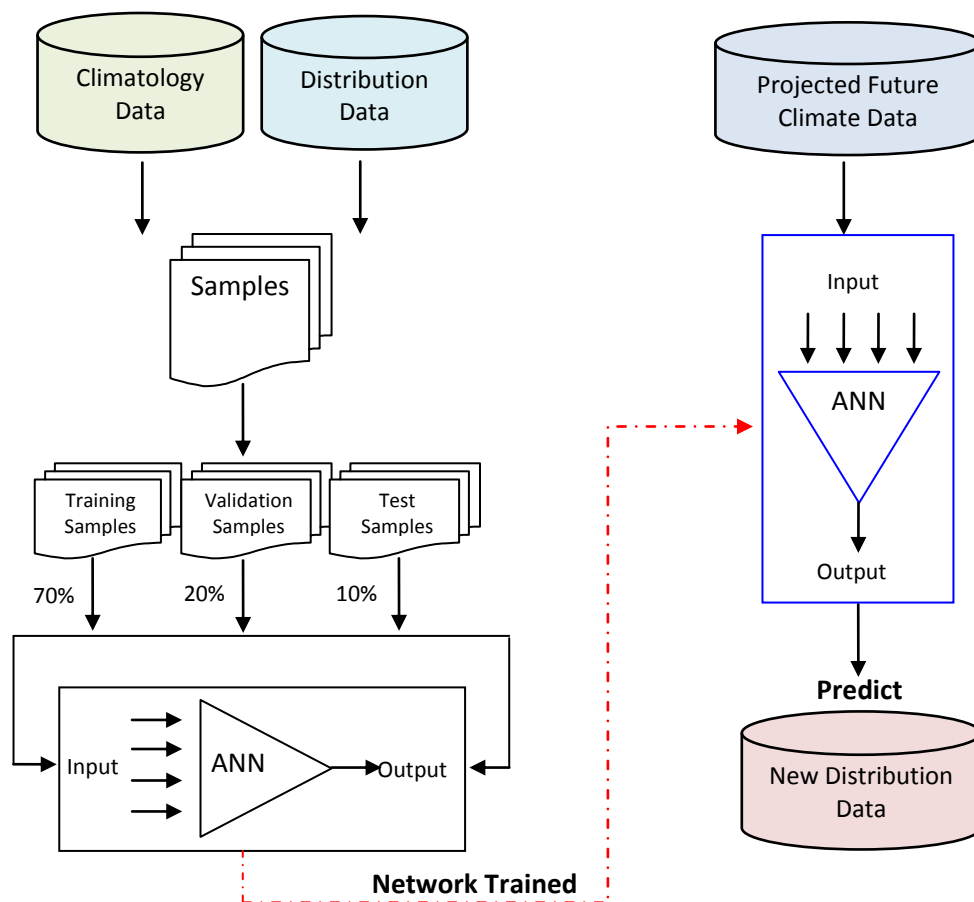 Climatology
Data
Distribution
Data
Projected Future
Climate Data
Samples
Input
ANN
Output
Training
Samples
Validation
Samples
Test
Samples
70%
20%
10%
Input
ANN
Output
Predict
New Distribution
Data
Network Trained